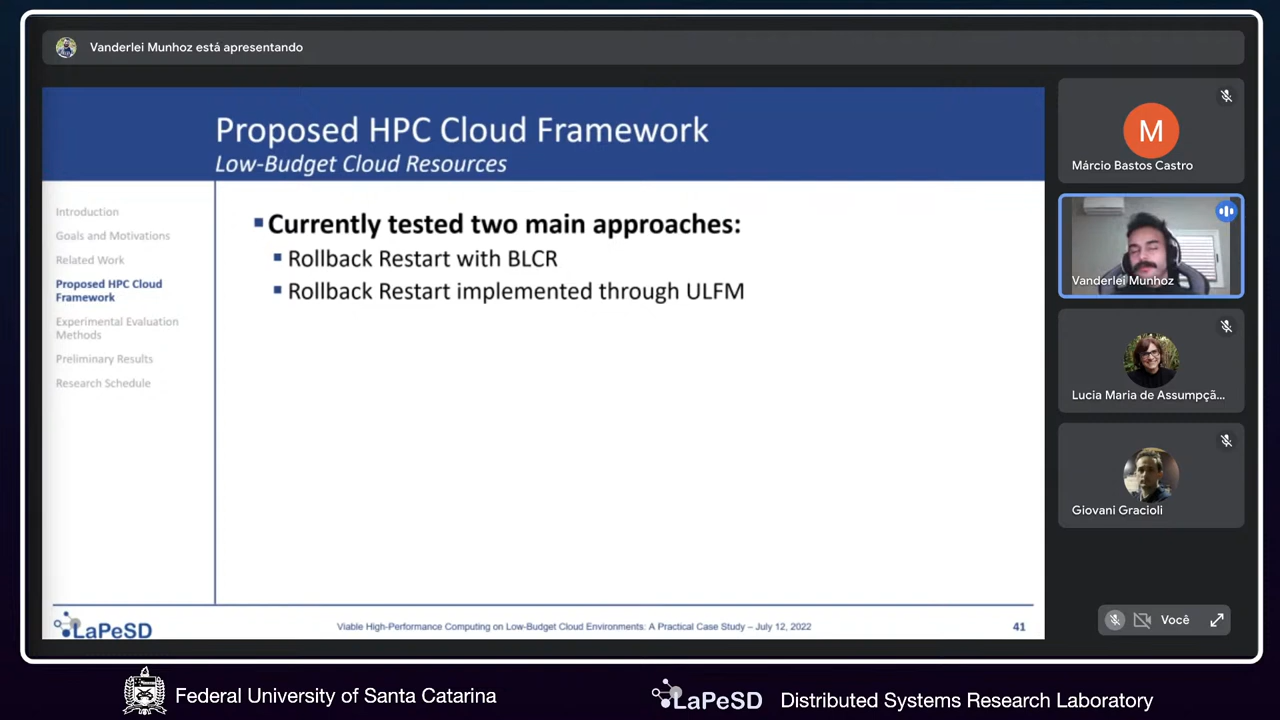 Vanderlei Munhoz está apresentando
Proposed HPC Cloud Framework
Low-Budget Cloud Resources
Introduction
Goals and Motivations
Related Work
Proposed HPC Cloud
Framework
Experimental Evaluation
Methods
Preliminary Results
Research Schedule
Currently tested two main approaches:
Rollback Restart with BLCR
Rollback Restart implemented through ULFM
LaPeSD
Viable High-Performance Computing on Low-Budget Cloud Environments: A Practical Case Study – July 12, 2022
41
M
Márcio Bastos Castro
Vanderlei Munhoz
Lucia Maria de Assumpçã...
Giovani Gracioli
Você
Federal University of Santa Catarina
LaPeSD
Distributed Systems Research Laboratory